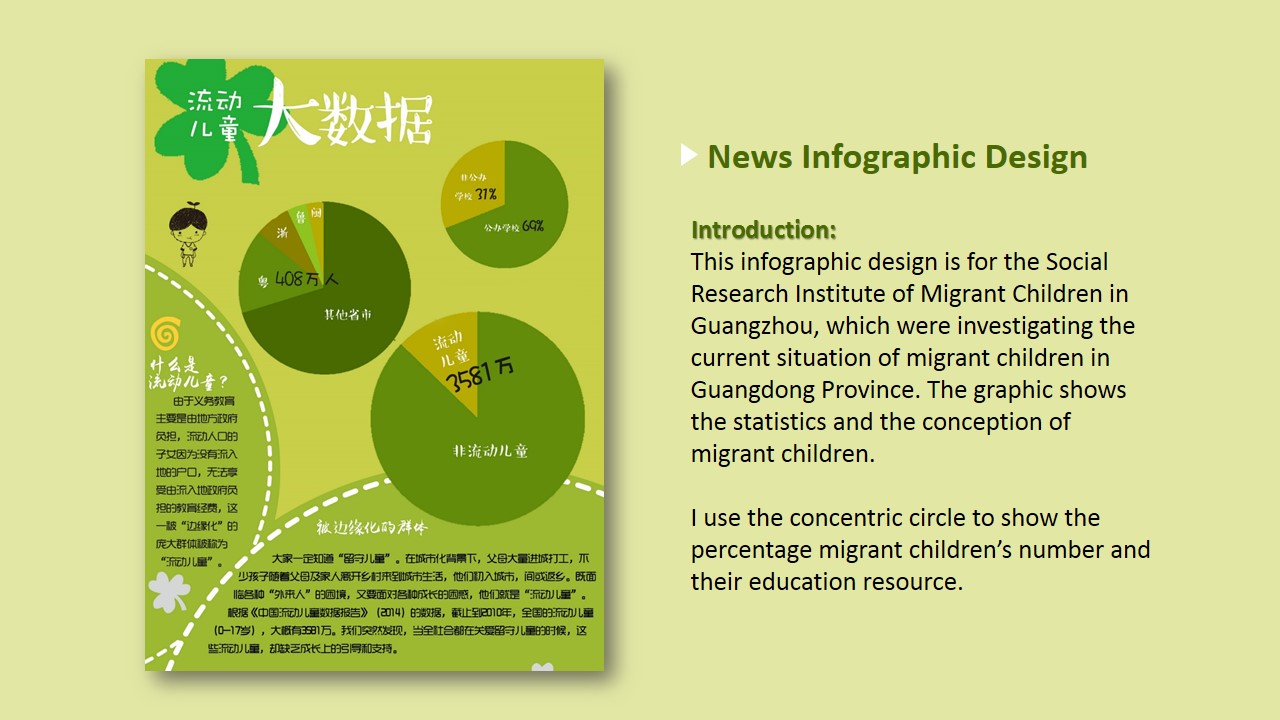 流动
儿童
大数据
非公办
学校 31%
公办学校 69%
浙
鲁
闽
粤 408万人
其他省市
流动
儿童
3581万
非流动儿童
什么是
流动儿童？
由于义务教育
主要是由地方政府
负担，流动人口的
子女因为没有流入
地的户口，无法享
受由流入地政府负
担的教育经费，这
一被“边缘化”的
庞大群体被称为
“流动儿童”。
被边缘化的群体
大家一定知道“留守儿童”。在城市化背景下，父母大量进城打工，不
少孩子随着父母及家人离开乡村来到城市生活，他们初入城市，间或返乡。既面
临各种“外来人”的困境，又要面对各种成长的困惑，他们就是“流动儿童”。
根据《中国流动儿童数据报告》（2014）的数据，截止到2010年，全国的流动儿童
（0-17岁），大概有3581万。我们突然发现，当全社会都在关爱留守儿童的时候，这
些流动儿童，却缺乏成长上的引导和支持。
News Infographic Design
Introduction:
This infographic design is for the Social
Research Institute of Migrant Children in
Guangzhou, which were investigating the
current situation of migrant children in
Guangdong Province. The graphic shows
the statistics and the conception of
migrant children.
I use the concentric circle to show the
percentage migrant children’s number and
their education resource.